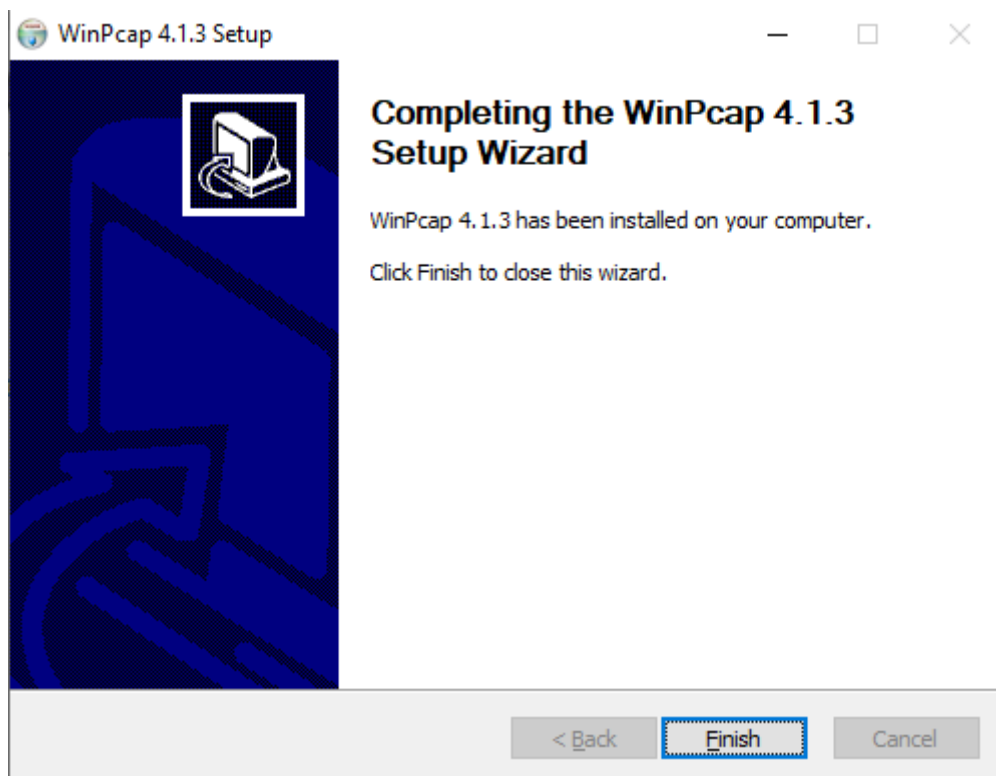 WinPcap 4.1.3 Setup
Completing the WinPcap 4.1.3
Setup Wizard
WinPcap 4.1.3 has been installed on your computer.
Click Finish to close this wizard.
< Back
Finish
Cancel